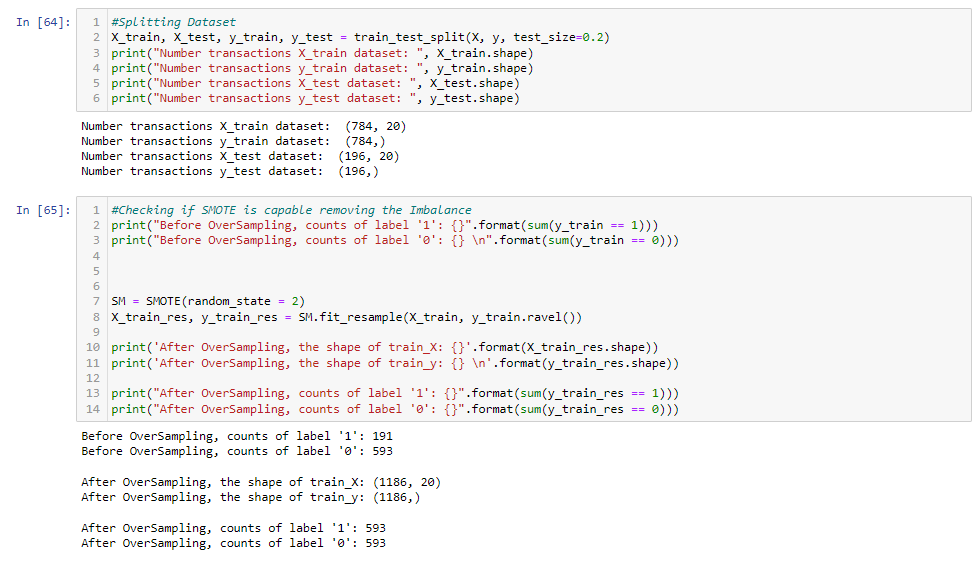 In [64]:
1 #Splitting Dataset
2 X_train, X_test, y_train, y_test = train_test_split(X, y, test_size=0.2)
3 print("Number transactions X_train dataset: ", X_train.shape)
4 print("Number transactions y_train dataset: ", y_train.shape)
5 print("Number transactions X_test dataset: ", X_test.shape)
6 print("Number transactions y_test dataset: ", y_test.shape)
Number transactions X_train dataset:  (784, 20)
Number transactions y_train dataset:  (784,)
Number transactions X_test dataset:  (196, 20)
Number transactions y_test dataset:  (196,)
In [65]:
1 #Checking if SMOTE is capable removing the Imbalance
2 print("Before OverSampling, counts of label '1': {}".format(sum(y_train == 1)))
3 print("Before OverSampling, counts of label '0': {} \n".format(sum(y_train == 0)))
4
5
6
7 SM = SMOTE(random_state = 2)
8 X_train_res, y_train_res = SM.fit_resample(X_train, y_train.ravel())
9
10 print('After OverSampling, the shape of train_X: {}'.format(X_train_res.shape))
11 print('After OverSampling, the shape of train_y: {} \n'.format(y_train_res.shape))
12
13 print("After OverSampling, counts of label '1': {}".format(sum(y_train_res == 1)))
14 print("After OverSampling, counts of label '0': {}".format(sum(y_train_res == 0)))
Before OverSampling, counts of label '1': 191
Before OverSampling, counts of label '0': 593
After OverSampling, the shape of train_X: (1186, 20)
After OverSampling, the shape of train_y: (1186,)
After OverSampling, counts of label '1': 593
After OverSampling, counts of label '0': 593